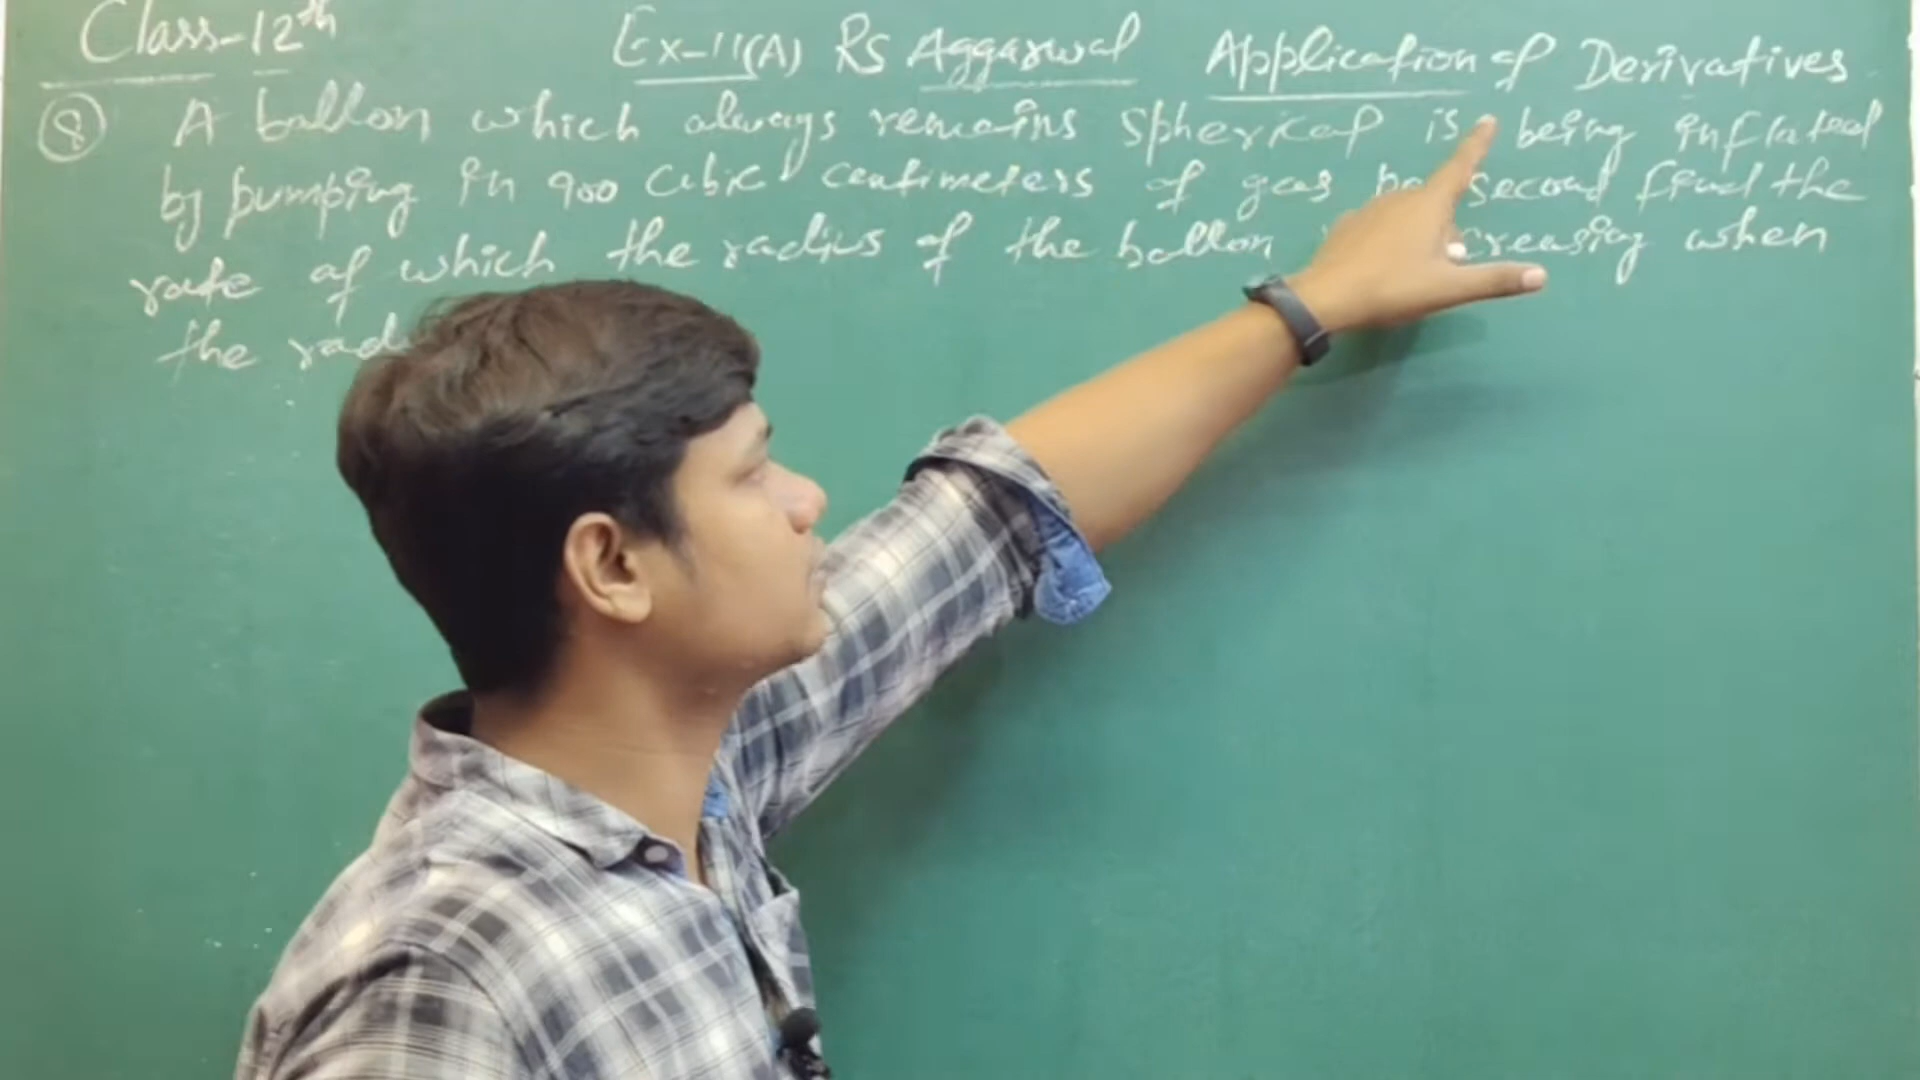 Class-12th
Ex-11(A) RS Aggarwal Application of Derivatives
8 A ballon which always remains spherical is being inflated
by pumping in 900 cubic centimeters of gas second find the
rate of which the radius of the ballon creasing when
the rad